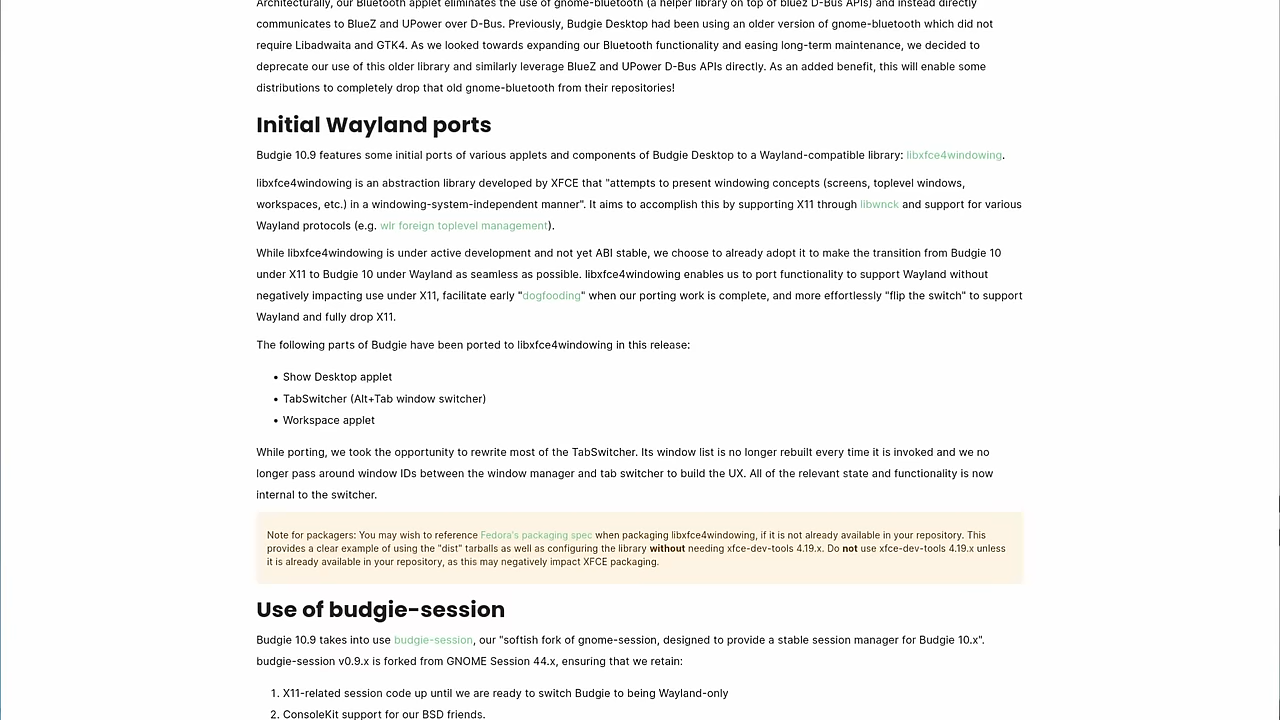 Architecturally, our Bluetooth applet eliminates the use of gnome-bluetooth (a helper library on top of bluez D-Bus APIs) and instead directly
communicates to BlueZ and UPower over D-Bus. Previously, Budgie Desktop had been using an older version of gnome-bluetooth which did not
require Libadwaita and GTK4. As we looked towards expanding our Bluetooth functionality and easing long-term maintenance, we decided to
deprecate our use of this older library and similarly leverage BlueZ and UPower D-Bus APIs directly. As an added benefit, this will enable some
distributions to completely drop that old gnome-bluetooth from their repositories!
Initial Wayland ports
Budgie 10.9 features some initial ports of various applets and components of Budgie Desktop to a Wayland-compatible library: libxfce4windowing.
libxfce4windowing is an abstraction library developed by XFCE that "attempts to present windowing concepts (screens, toplevel windows,
workspaces, etc.) in a windowing-system-independent manner". It aims to accomplish this by supporting X11 through libwnck and support for various
Wayland protocols (e.g. wlr foreign toplevel management).
While libxfce4windowing is under active development and not yet ABI stable, we choose to already adopt it to make the transition from Budgie 10
under X11 to Budgie 10 under Wayland as seamless as possible. libxfce4windowing enables us to port functionality to support Wayland without
negatively impacting use under X11, facilitate early "dogfooding" when our porting work is complete, and more effortlessly "flip the switch" to support
Wayland and fully drop X11.
The following parts of Budgie have been ported to libxfce4windowing in this release:
• Show Desktop applet
• TabSwitcher (Alt+Tab window switcher)
• Workspace applet
While porting, we took the opportunity to rewrite most of the TabSwitcher. Its window list is no longer rebuilt every time it is invoked and we no
longer pass around window IDs between the window manager and tab switcher to build the UX. All of the relevant state and functionality is now
internal to the switcher.
Note for packagers: You may wish to reference Fedora's packaging spec when packaging libxfce4windowing, if it is not already available in your repository. This
provides a clear example of using the "dist" tarballs as well as configuring the library without needing xfce-dev-tools 4.19.x. Do not use xfce-dev-tools 4.19.x unless
it is already available in your repository, as this may negatively impact XFCE packaging.
Use of budgie-session
Budgie 10.9 takes into use budgie-session, our "softish fork of gnome-session, designed to provide a stable session manager for Budgie 10.x".
budgie-session v0.9.x is forked from GNOME Session 44.x, ensuring that we retain:
1. X11-related session code up until we are ready to switch Budgie to being Wayland-only
2. ConsoleKit support for our BSD friends.